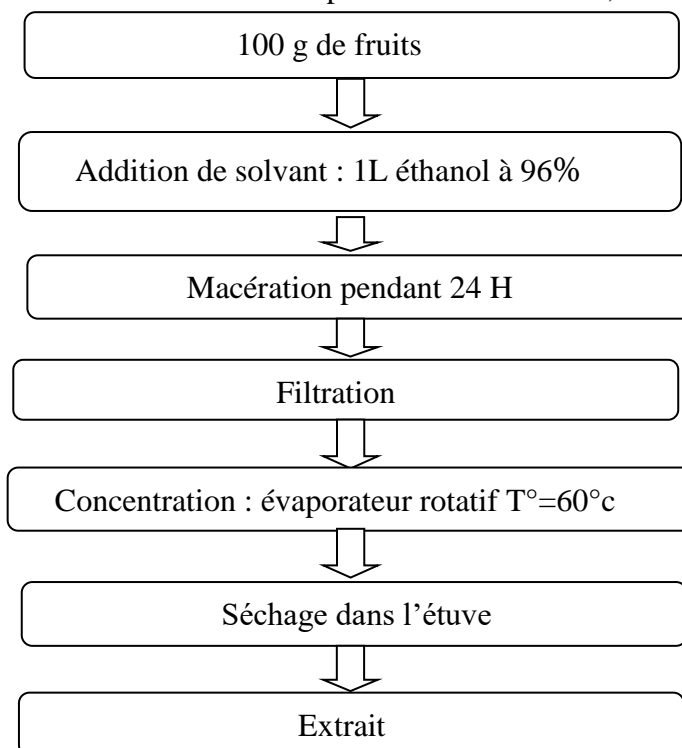 100 g de fruits
Addition de solvant : 1L éthanol à 96%
Macération pendant 24 H
Filtration
Concentration : évaporateur rotatif T°=60°c
Séchage dans l’étuve
Extrait